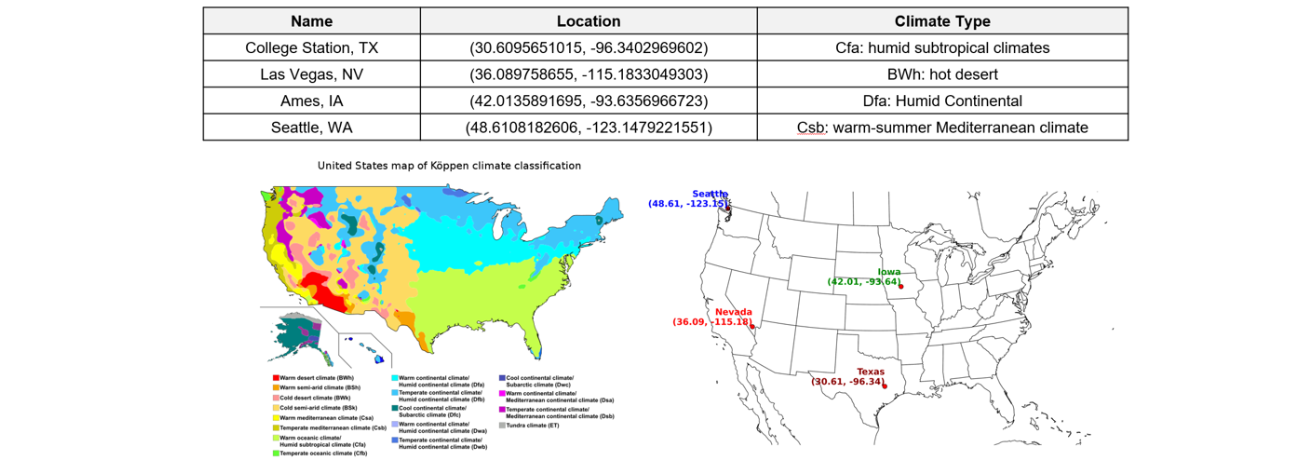 Name Location Climate Type
College Station, TX (30.6095651015, -96.3402969602) Cfa: humid subtropical climates
Las Vegas, NV (36.089758655, -115.1833049303) BWh: hot desert
Ames, IA (42.0135891695, -93.6356966723) Dfa: Humid Continental
Seattle, WA (48.6108182606, -123.1479221551) Csb: warm-summer Mediterranean climate
United States map of Köppen climate classification
Warm desert climate (BWh)
Warm semi-arid climate (BSh)
Cold desert climate (BWk)
Cold semi-arid climate (BSk)
Warm mediterranean climate (Csa)
Temperate mediterranean climate (Csb)
Warm oceanic climate/
Humid subtropical climate (Cfa)
Temperate oceanic climate (Cfb)
Warm continental climate/
Humid continental climate (Dfa)
Temperate continental climate/
Humid continental climate (Dfb)
Cool continental climate/
Subarctic climate (Dfc)
Warm continental climate/
Humid continental climate (Dwa)
Temperate continental climate/
Humid continental climate (Dwb)
Cool continental climate/
Subarctic climate (Dwc)
Warm continental climate/
Mediterranean continental climate (Dsa)
Temperate continental climate/
Mediterranean continental climate (Dsb)
Tundra climate (ET)
Seattle
(48.61, -123.15)
Iowa
(42.01, -93.64)
Nevada
(36.09, -115.18)
Texas
(30.61, -96.34)